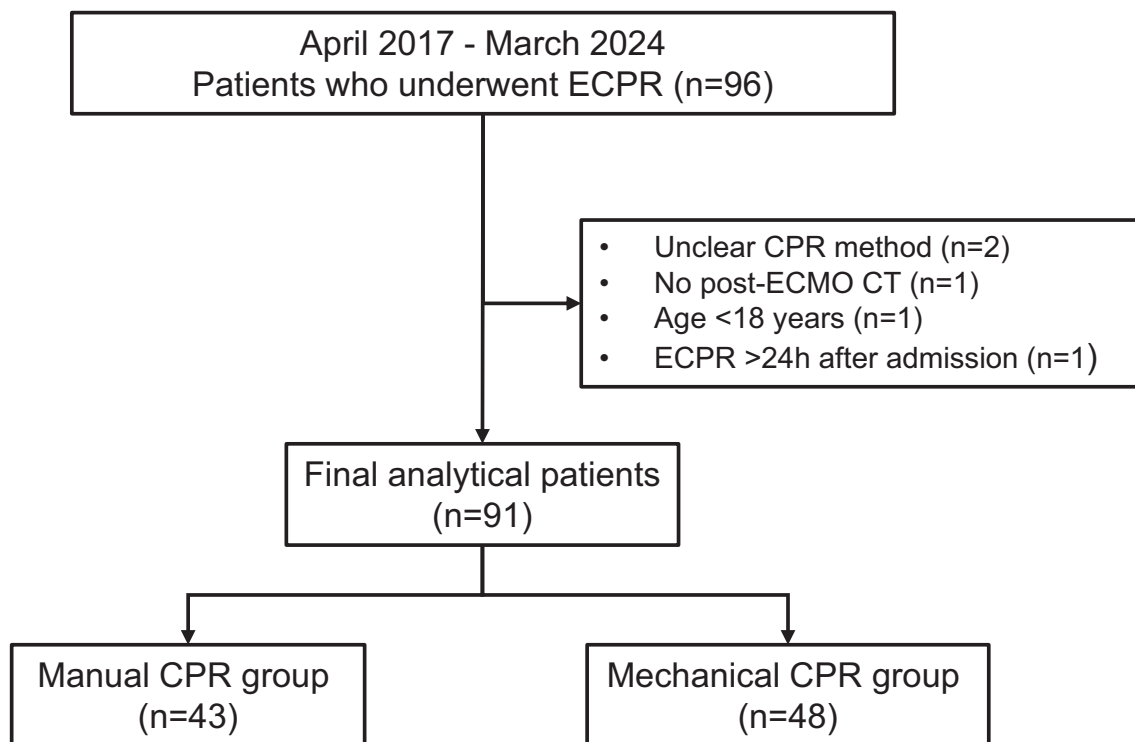 April 2017 - March 2024
Patients who underwent ECPR (n=96)
• Unclear CPR method (n=2)
• No post-ECMO CT (n=1)
• Age <18 years (n=1)
• ECPR >24h after admission (n=1)
Final analytical patients
(n=91)
Manual CPR group
(n=43)
Mechanical CPR group
(n=48)